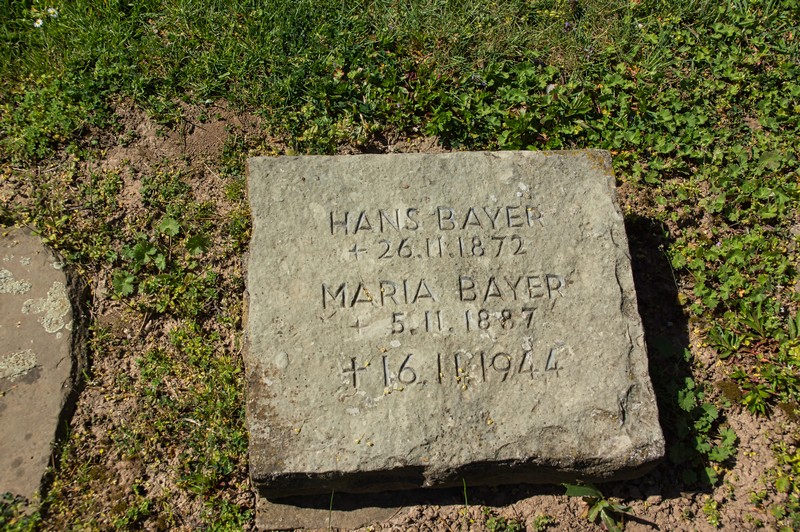 HANS BAYER
+26.11.1872
MARIA BAYER
+ 5.11.1887
+16.11.1944